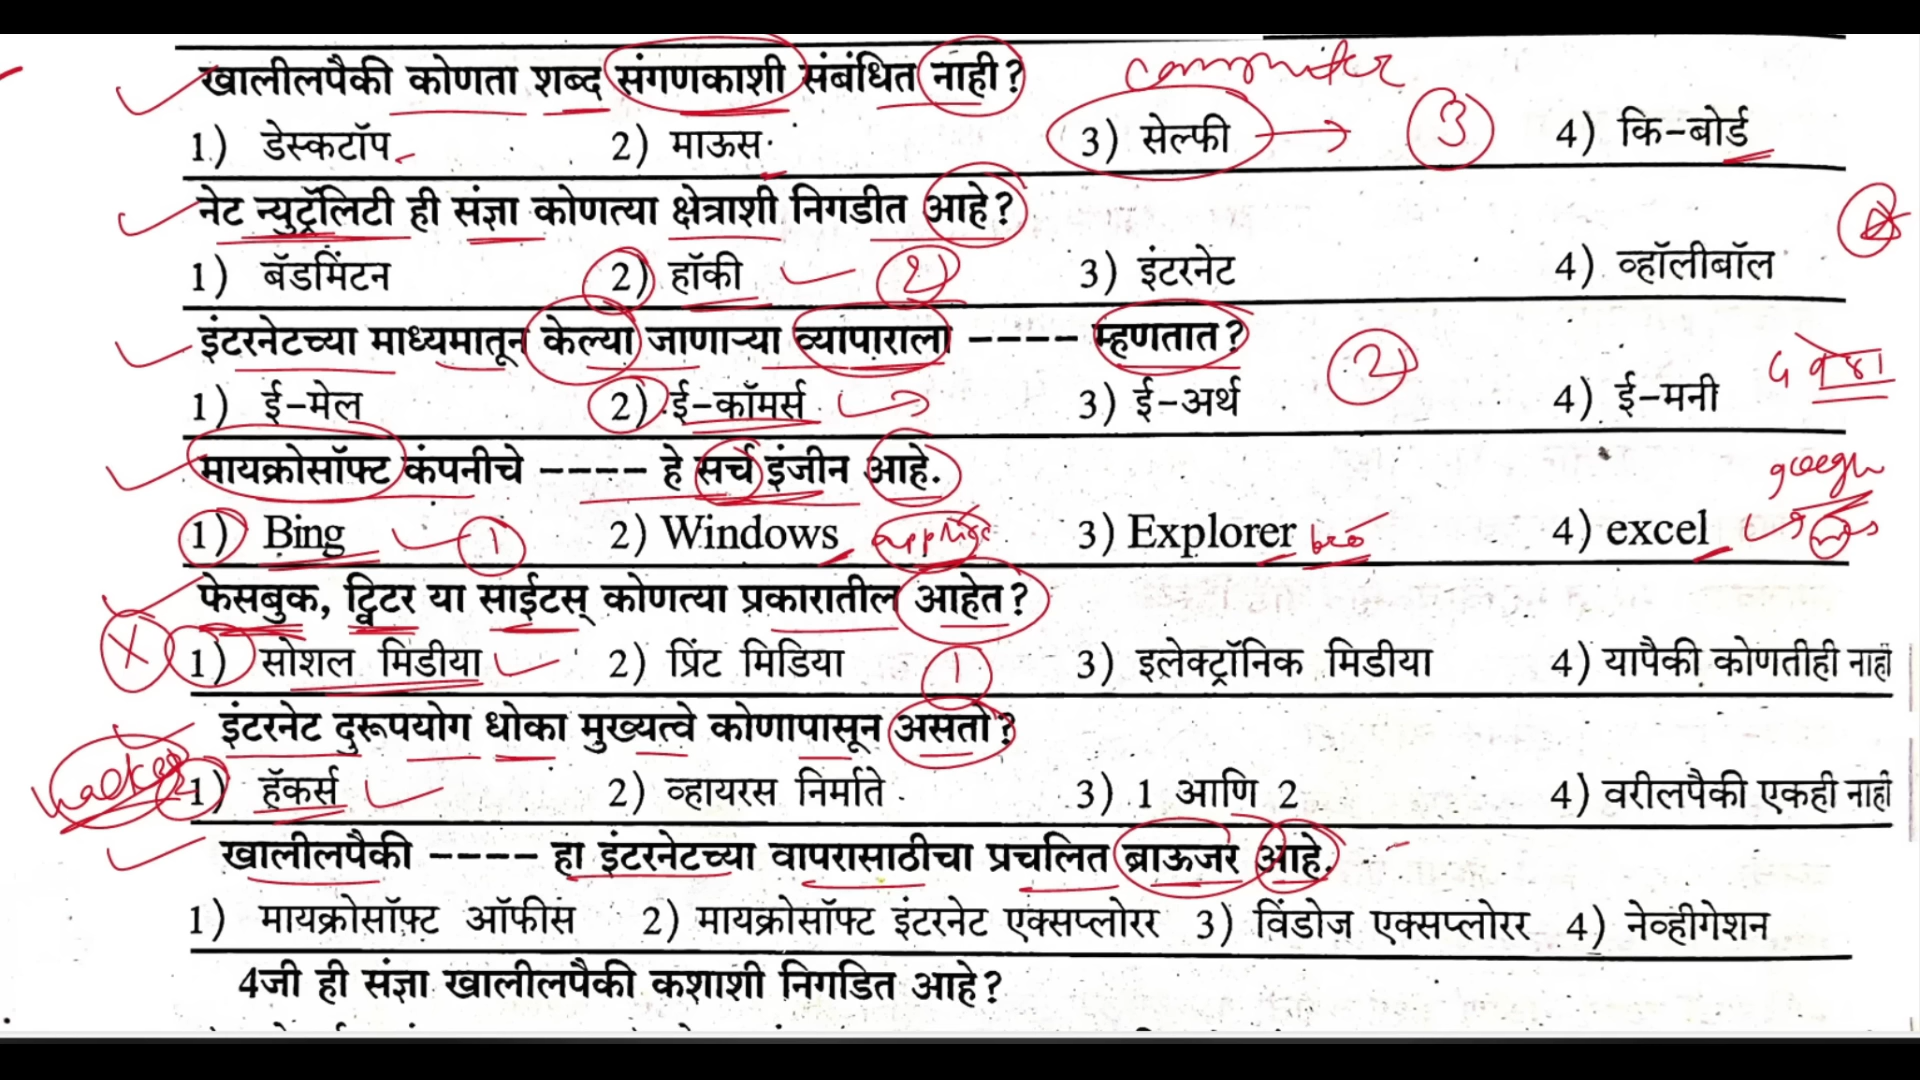 खालीलपैकी कोणता शब्द संगणकाशी संबंधित नाही? computer
1) डेस्कटॉप 2) माऊस 3) सेल्फी 3 4) कि-बोर्ड
नेट न्युट्रॅलिटी ही संज्ञा कोणत्या क्षेत्राशी निगडीत आहे?
1) बॅडमिंटन 2) हॉकी 2 3) इंटरनेट 4) व्हॉलीबॉल
इंटरनेटच्या माध्यमातून केल्या जाणाऱ्या व्यापाराला ---- म्हणतात? 2
1) ई-मेल 2) ई-कॉमर्स 3) ई-अर्थ 4) ई-मनी
मायक्रोसॉफ्ट कंपनीचे ---- हे सर्च इंजीन आहे.
1) Bing 1 2) Windows 3) Explorer 4) excel
फेसबुक, ट्विटर या साईटस् कोणत्या प्रकारातील आहेत?
X 1) सोशल मिडीया 2) प्रिंट मिडिया 1 3) इलेक्ट्रॉनिक मिडीया 4) यापैकी कोणतीही नाही
इंटरनेट दुरूपयोग धोका मुख्यत्वे कोणापासून असतो?
1) हॅकर्स 2) व्हायरस निर्माते 3) 1 आणि 2 4) वरीलपैकी एकही नाही
खालीलपैकी ---- हा इंटरनेटच्या वापरासाठीचा प्रचलित ब्राऊजर आहे.
1) मायक्रोसॉफ्ट ऑफीस 2) मायक्रोसॉफ्ट इंटरनेट एक्सप्लोरर 3) विंडोज एक्सप्लोरर 4) नेव्हीगेशन
4जी ही संज्ञा खालीलपैकी कशाशी निगडित आहे?